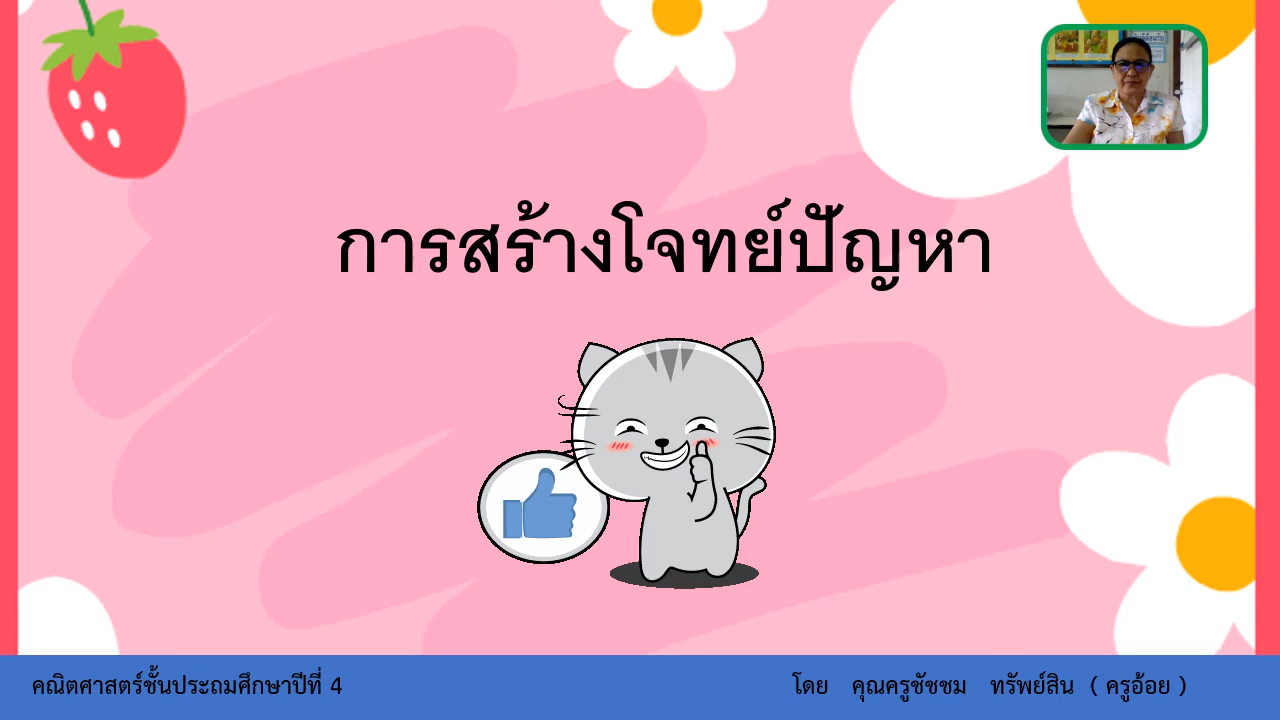 การสร้างโจทย์ปัญหา
คณิตศาสตร์ชั้นประถมศึกษาปีที่ 4
โดย คุณครูชัชชม ทรัพย์สิน ( ครูอ้อย )